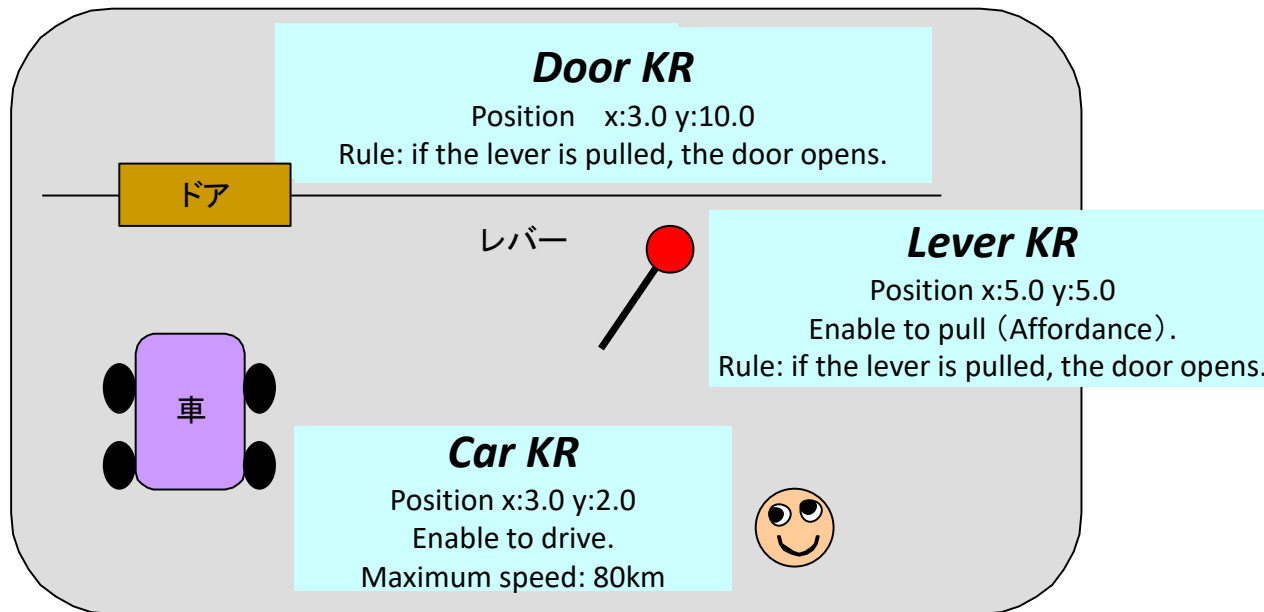 Door KR
Position　x:3.0 y:10.0
Rule: if the lever is pulled, the door opens.
ドア
レバー
Lever KR
Position x:5.0 y:5.0
Enable to pull（Affordance）.
Rule: if the lever is pulled, the door opens.
車
Car KR
Position x:3.0 y:2.0
Enable to drive.
Maximum speed: 80km